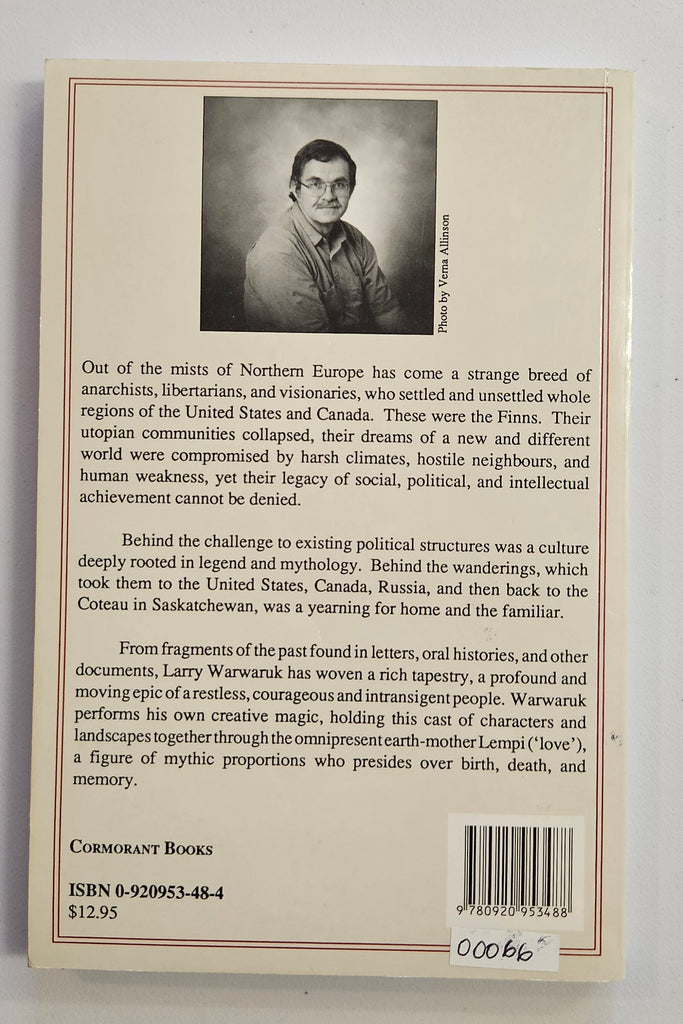 Photo by Verna Allinson
Out of the mists of Northern Europe has come a strange breed of
anarchists, libertarians, and visionaries, who settled and unsettled whole
regions of the United States and Canada. These were the Finns. Their
utopian communities collapsed, their dreams of a new and different
world were compromised by harsh climates, hostile neighbours, and
human weakness, yet their legacy of social, political, and intellectual
achievement cannot be denied.
Behind the challenge to existing political structures was a culture
deeply rooted in legend and mythology. Behind the wanderings, which
took them to the United States, Canada, Russia, and then back to the
Coteau in Saskatchewan, was a yearning for home and the familiar.
From fragments of the past found in letters, oral histories, and other
documents, Larry Warwaruk has woven a rich tapestry, a profound and
moving epic of a restless, courageous and intransigent people. Warwaruk
performs his own creative magic, holding this cast of characters and
landscapes together through the omnipresent earth-mother Lempi ('love'),
a figure of mythic proportions who presides over birth, death, and
memory.
CORMORANT BOOKS
ISBN 0-920953-48-4
$12.95
9 780920 953488
00066